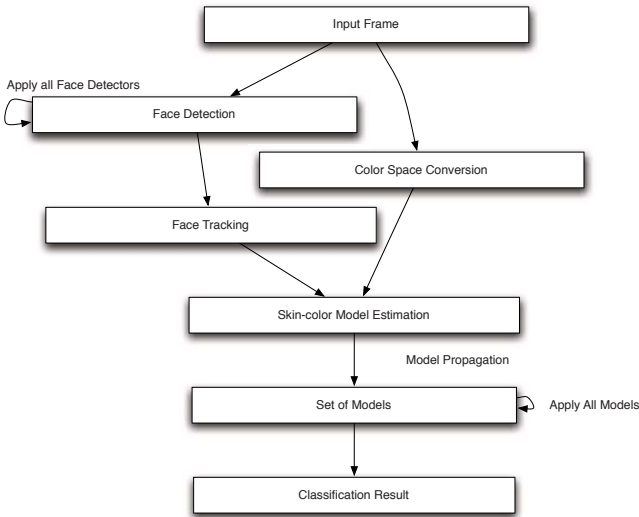 Input Frame
Apply all Face Detectors
Face Detection
Color Space Conversion
Face Tracking
Skin-color Model Estimation
Model Propagation
Set of Models
Apply All Models
Classification Result